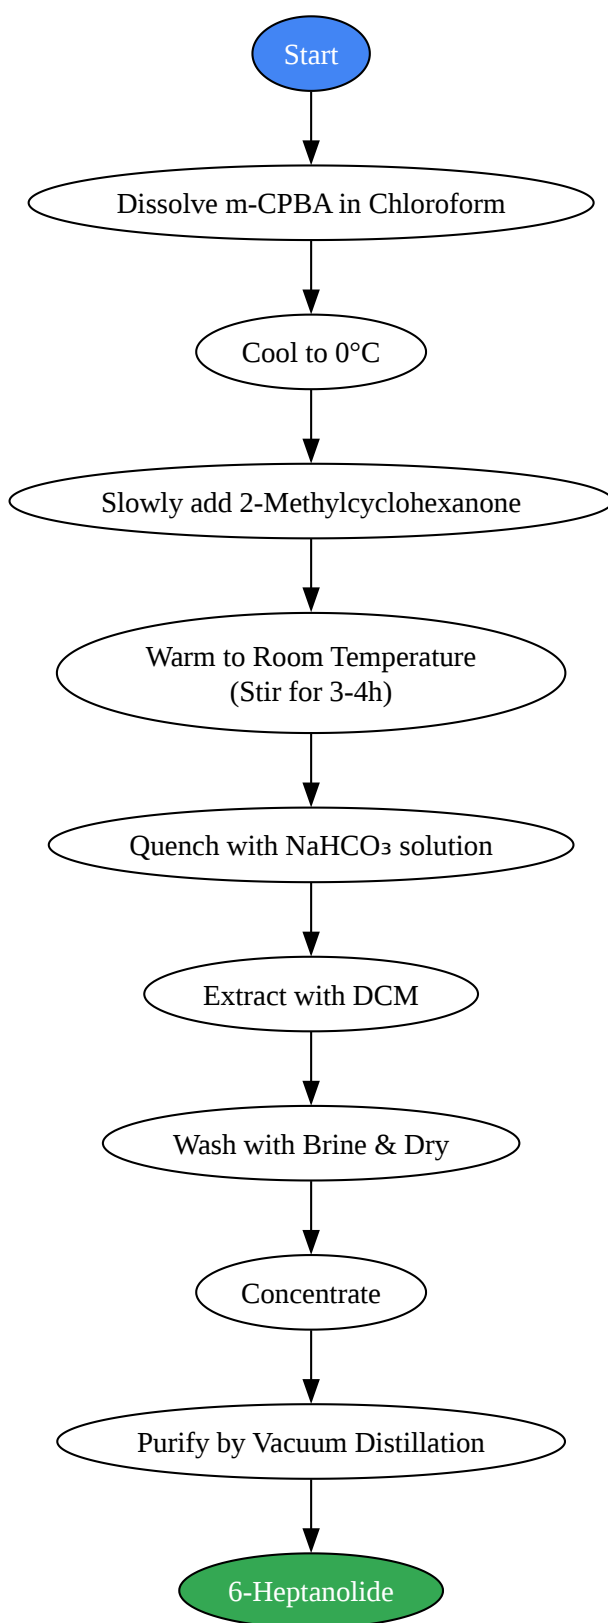 Start
Dissolve m-CPBA in Chloroform
Cool to 0°C
Slowly add 2-Methylcyclohexanone
Warm to Room Temperature
(Stir for 3-4h)
Quench with NaHCO₃ solution
Extract with DCM
Wash with Brine & Dry
Concentrate
Purify by Vacuum Distillation
6-Heptanolide